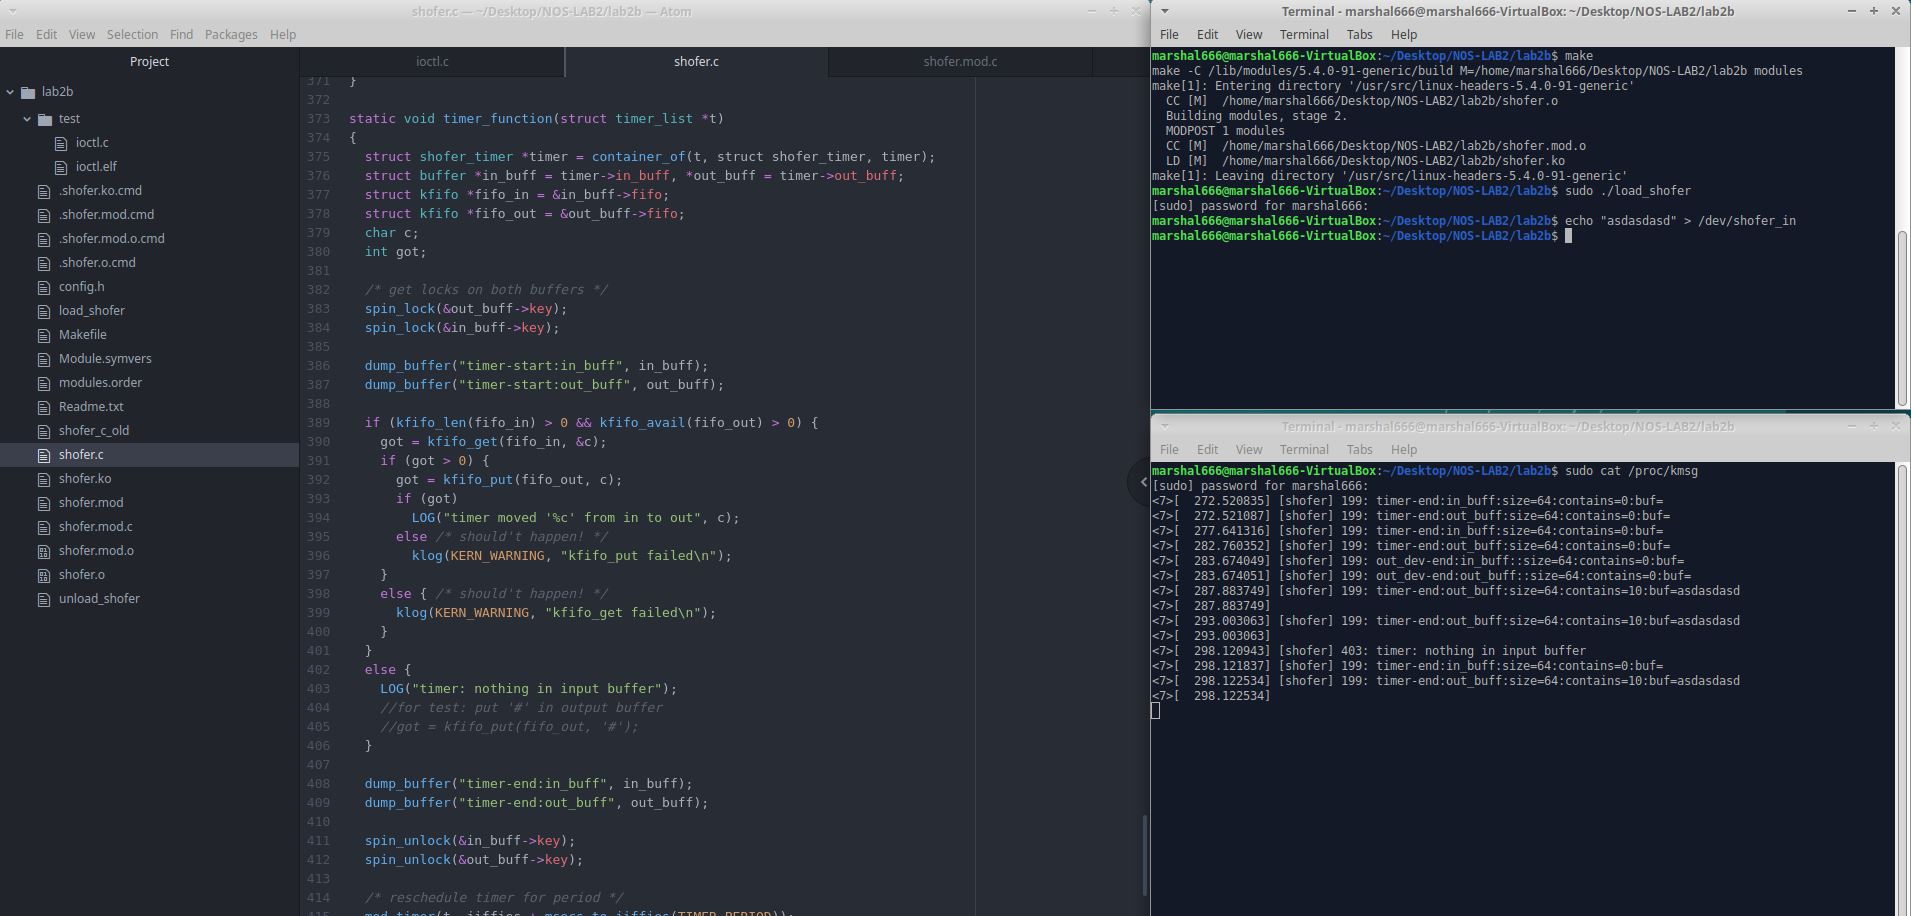 shofer.c — ~/Desktop/NOS-LAB2/lab2b — Atom
File Edit View Selection Find Packages Help
Project
lab2b
test
ioctl.c
ioctl.elf
.shofer.ko.cmd
.shofer.mod.cmd
.shofer.mod.o.cmd
.shofer.o.cmd
config.h
load_shofer
Makefile
Module.symvers
modules.order
Readme.txt
shofer_c_old
shofer.c
shofer.ko
shofer.mod
shofer.mod.c
shofer.mod.o
shofer.o
unload_shofer
ioctl.c shofer.c shofer.mod.c
371 }
372
373 static void timer_function(struct timer_list *t)
374 {
375 struct shofer_timer *timer = container_of(t, struct shofer_timer, timer);
376 struct buffer *in_buff = timer->in_buff, *out_buff = timer->out_buff;
377 struct kfifo *fifo_in = &in_buff->fifo;
378 struct kfifo *fifo_out = &out_buff->fifo;
379 char c;
380 int got;
381
382 /* get locks on both buffers */
383 spin_lock(&out_buff->key);
384 spin_lock(&in_buff->key);
385
386 dump_buffer("timer-start:in_buff", in_buff);
387 dump_buffer("timer-start:out_buff", out_buff);
388
389 if (kfifo_len(fifo_in) > 0 && kfifo_avail(fifo_out) > 0) {
390 got = kfifo_get(fifo_in, &c);
391 if (got > 0) {
392 got = kfifo_put(fifo_out, c);
393 if (got)
394 LOG("timer moved '%c' from in to out", c);
395 else /* should't happen! */
396 klog(KERN_WARNING, "kfifo_put failed\n");
397 }
398 else { /* should't happen! */
399 klog(KERN_WARNING, "kfifo_get failed\n");
400 }
401 }
402 else {
403 LOG("timer: nothing in input buffer");
404 //for test: put '#' in output buffer
405 //got = kfifo_put(fifo_out, '#');
406 }
407
408 dump_buffer("timer-end:in_buff", in_buff);
409 dump_buffer("timer-end:out_buff", out_buff);
410
411 spin_unlock(&in_buff->key);
412 spin_unlock(&out_buff->key);
413
414 /* reschedule timer for period */
415 mod_timer(t, jiffies + msecs_to_jiffies(TIMER_PERIOD));
Terminal - marshal666@marshal666-VirtualBox: ~/Desktop/NOS-LAB2/lab2b
File Edit View Terminal Tabs Help
marshal666@marshal666-VirtualBox:~/Desktop/NOS-LAB2/lab2b$ make
make -C /lib/modules/5.4.0-91-generic/build M=/home/marshal666/Desktop/NOS-LAB2/lab2b modules
make[1]: Entering directory '/usr/src/linux-headers-5.4.0-91-generic'
CC [M] /home/marshal666/Desktop/NOS-LAB2/lab2b/shofer.o
Building modules, stage 2.
MODPOST 1 modules
CC [M] /home/marshal666/Desktop/NOS-LAB2/lab2b/shofer.mod.o
LD [M] /home/marshal666/Desktop/NOS-LAB2/lab2b/shofer.ko
make[1]: Leaving directory '/usr/src/linux-headers-5.4.0-91-generic'
marshal666@marshal666-VirtualBox:~/Desktop/NOS-LAB2/lab2b$ sudo ./load_shofer
[sudo] password for marshal666:
marshal666@marshal666-VirtualBox:~/Desktop/NOS-LAB2/lab2b$ echo "asdasdasd" > /dev/shofer_in
marshal666@marshal666-VirtualBox:~/Desktop/NOS-LAB2/lab2b$
Terminal - marshal666@marshal666-VirtualBox: ~/Desktop/NOS-LAB2/lab2b
File Edit View Terminal Tabs Help
marshal666@marshal666-VirtualBox:~/Desktop/NOS-LAB2/lab2b$ sudo cat /proc/kmsg
[sudo] password for marshal666:
<7>[ 272.520835] [shofer] 199: timer-end:in_buff:size=64:contains=0:buf=
<7>[ 272.521087] [shofer] 199: timer-end:out_buff:size=64:contains=0:buf=
<7>[ 277.641316] [shofer] 199: timer-end:out_buff:size=64:contains=0:buf=
<7>[ 282.760352] [shofer] 199: timer-end:out_buff:size=64:contains=0:buf=
<7>[ 283.674049] [shofer] 199: out_dev-end:in_buff::size=64:contains=0:buf=
<7>[ 283.674051] [shofer] 199: out_dev-end:out_buff::size=64:contains=0:buf=
<7>[ 287.883749] [shofer] 199: timer-end:out_buff:size=64:contains=10:buf=asdasdasd
<7>[ 287.883749]
<7>[ 293.003063] [shofer] 199: timer-end:out_buff:size=64:contains=10:buf=asdasdasd
<7>[ 293.003063]
<7>[ 298.120943] [shofer] 403: timer: nothing in input buffer
<7>[ 298.121837] [shofer] 199: timer-end:in_buff:size=64:contains=0:buf=
<7>[ 298.122534] [shofer] 199: timer-end:out_buff:size=64:contains=10:buf=asdasdasd
<7>[ 298.122534]